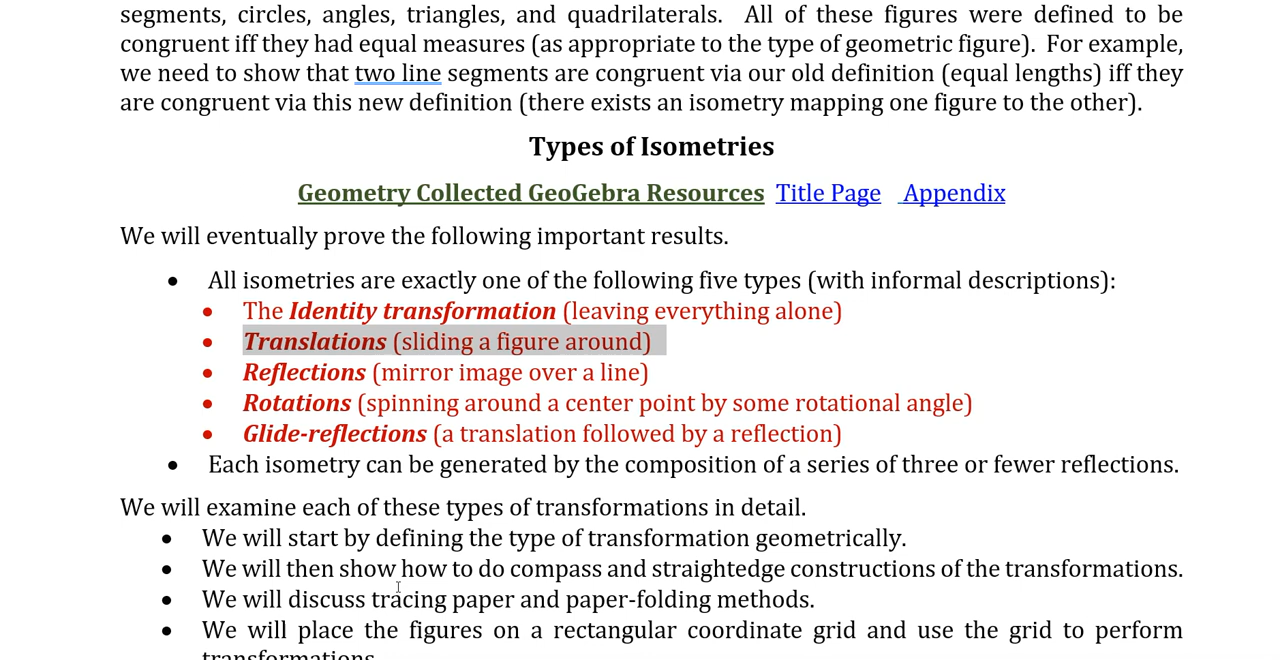 segments, circles, angles, triangles, and quadrilaterals. All of these figures were defined to be
congruent iff they had equal measures (as appropriate to the type of geometric figure). For example,
we need to show that two line segments are congruent via our old definition (equal lengths) iff they
are congruent via this new definition (there exists an isometry mapping one figure to the other).
Types of Isometries
Geometry Collected GeoGebra Resources Title Page Appendix
We will eventually prove the following important results.
• All isometries are exactly one of the following five types (with informal descriptions):
• The Identity transformation (leaving everything alone)
• Translations (sliding a figure around)
• Reflections (mirror image over a line)
• Rotations (spinning around a center point by some rotational angle)
• Glide-reflections (a translation followed by a reflection)
• Each isometry can be generated by the composition of a series of three or fewer reflections.
We will examine each of these types of transformations in detail.
• We will start by defining the type of transformation geometrically.
• We will then show how to do compass and straightedge constructions of the transformations.
• We will discuss tracing paper and paper-folding methods.
• We will place the figures on a rectangular coordinate grid and use the grid to perform
transformations.